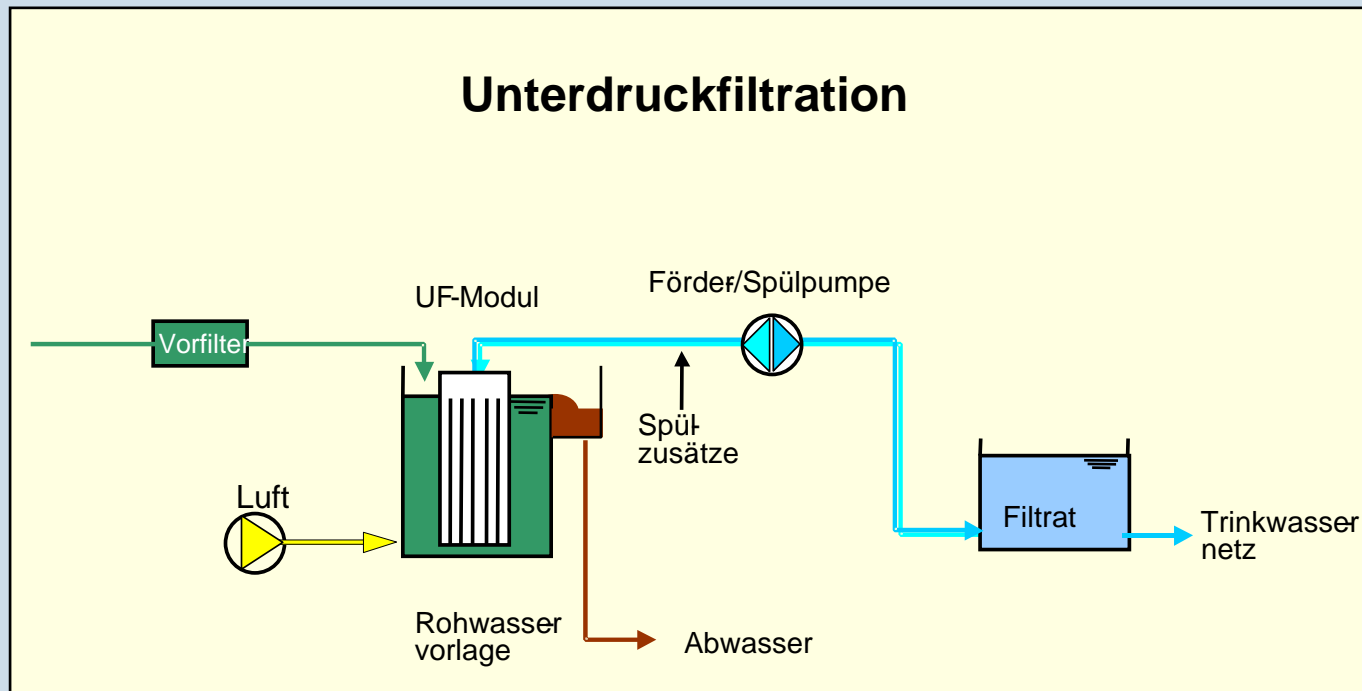 Unterdruckfiltration
UF-Modul
Förder-/Spülpumpe
Vorfilter
Spül-
zusätze
Luft
Filtrat
Trinkwasser-
netz
Rohwasser-
vorlage
Abwasser